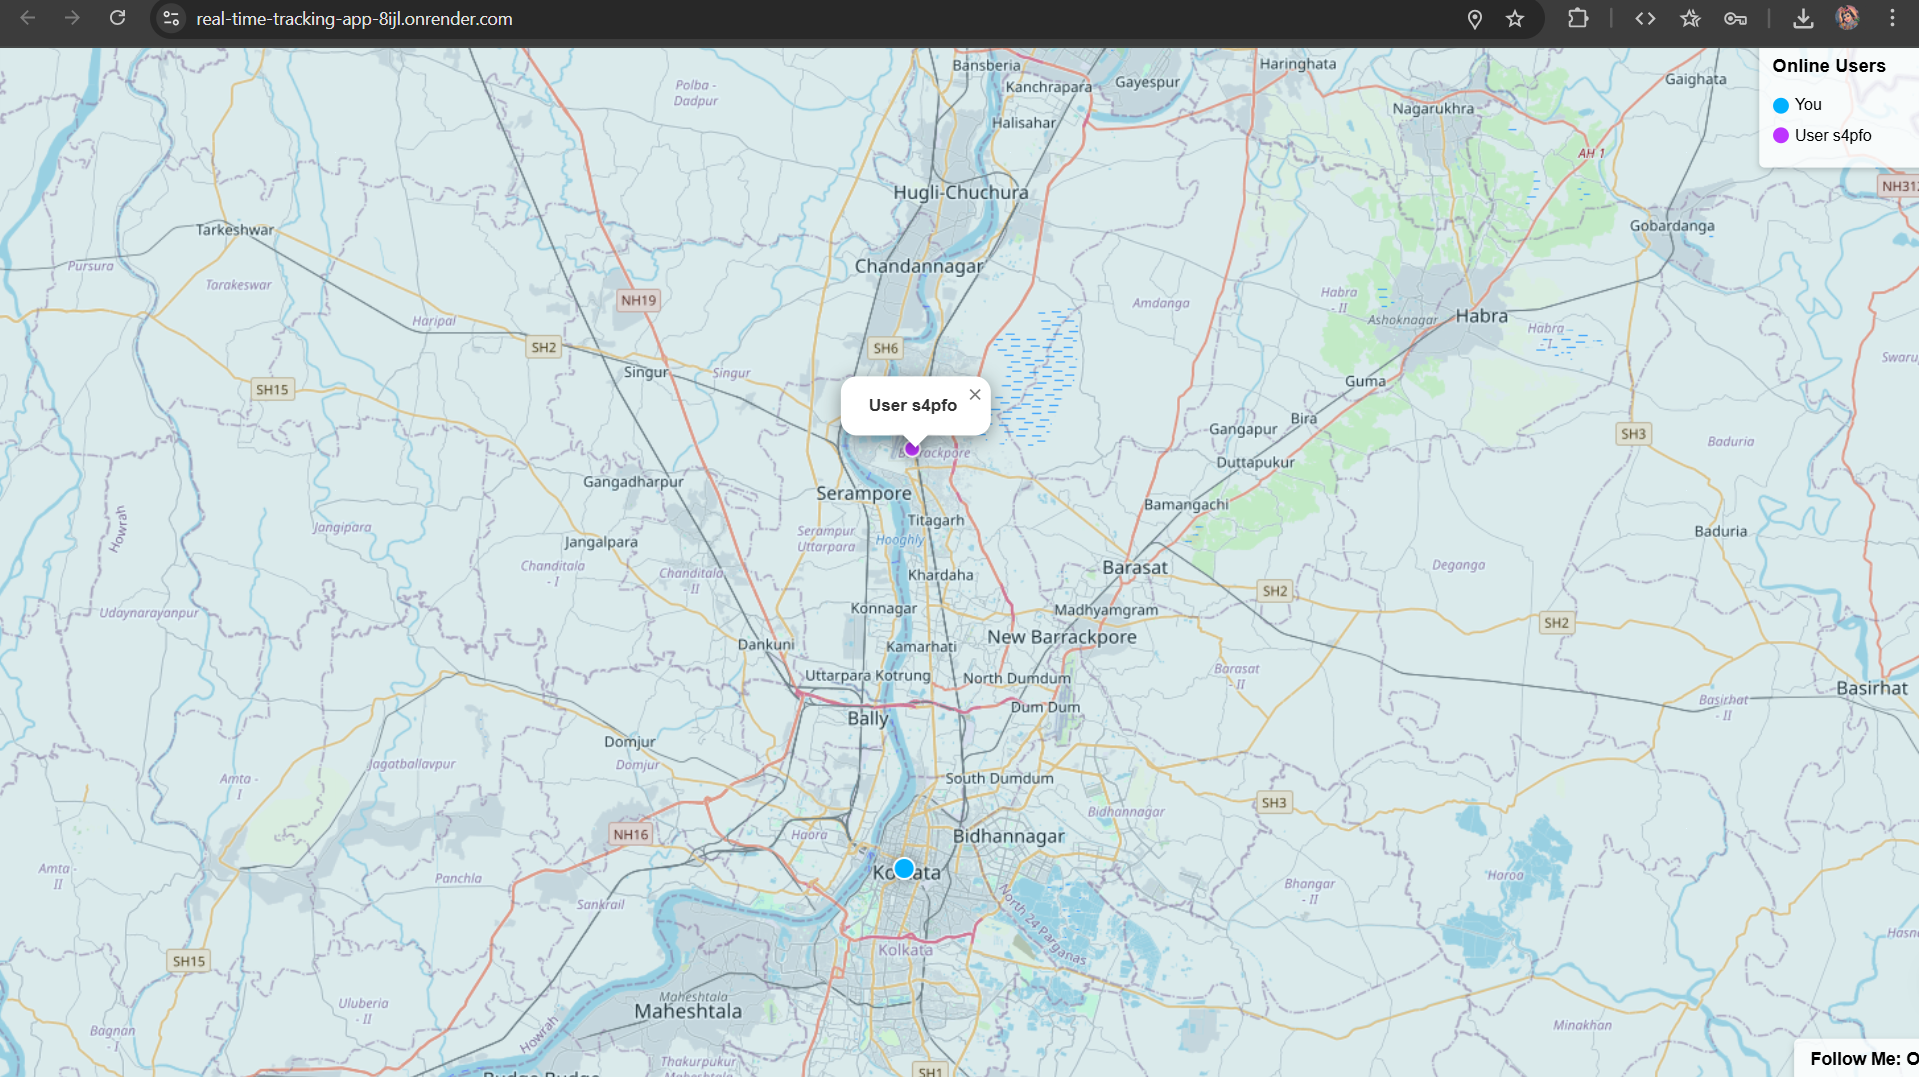 real-time-tracking-app-8ijl.onrender.com
Online Users
You
User s4pfo
Bansberia
Gayespur
Haringhata
Gaighata
Polba -
Dadpur
Kanchrapara
Halisahar
Nagarukhra
AH 1
NH312
Hugli-Chuchura
Tarkeshwar
Gobardanga
Pursura
Chandannagar
Tarakeswar
NH19
Amdanga
Habra
- II
Ashoknagar
Habra
Habra
- I
Haripal
SH2
SH6
Singur
Singur
SH15
Guma
User s4pfo
×
Barrackpore
Bira
Gangapur
SH3
Baduria
Duttapukur
Gangadharpur
Serampore
Bamangachi
Titagarh
Howrah
Jangipara
Serampur
Uttarpara
Hooghly
Jangalpara
Baduria
Chanditala
- I
Chanditala
- II
Khardaha
Barasat
Deganga
SH2
Udaynarayanpur
Konnagar
Madhyamgram
SH2
Dankuni
Kamarhati
New Barrackpore
Uttarpara Kotrung
North Dumdum
Barasat
- II
Basirhat
- II
Basirhat
Bally
Dum Dum
Domjur
Domjur
Jagatballavpur
Amta -
I
South Dumdum
SH3
Bidhannagar
NH16
Haora
Bidhannagar
Amta -
II
Panchla
Kolkata
Bhangar
- II
Haroa
Sankrail
North 24 Parganas
Kolkata
SH15
Maheshtala
Maheshtala
Uluberia
- II
Bagnan
- I
Howrah
Minakhan
Thakurpukur
Maheshtala
SH1
Budge Budge
Follow Me: O